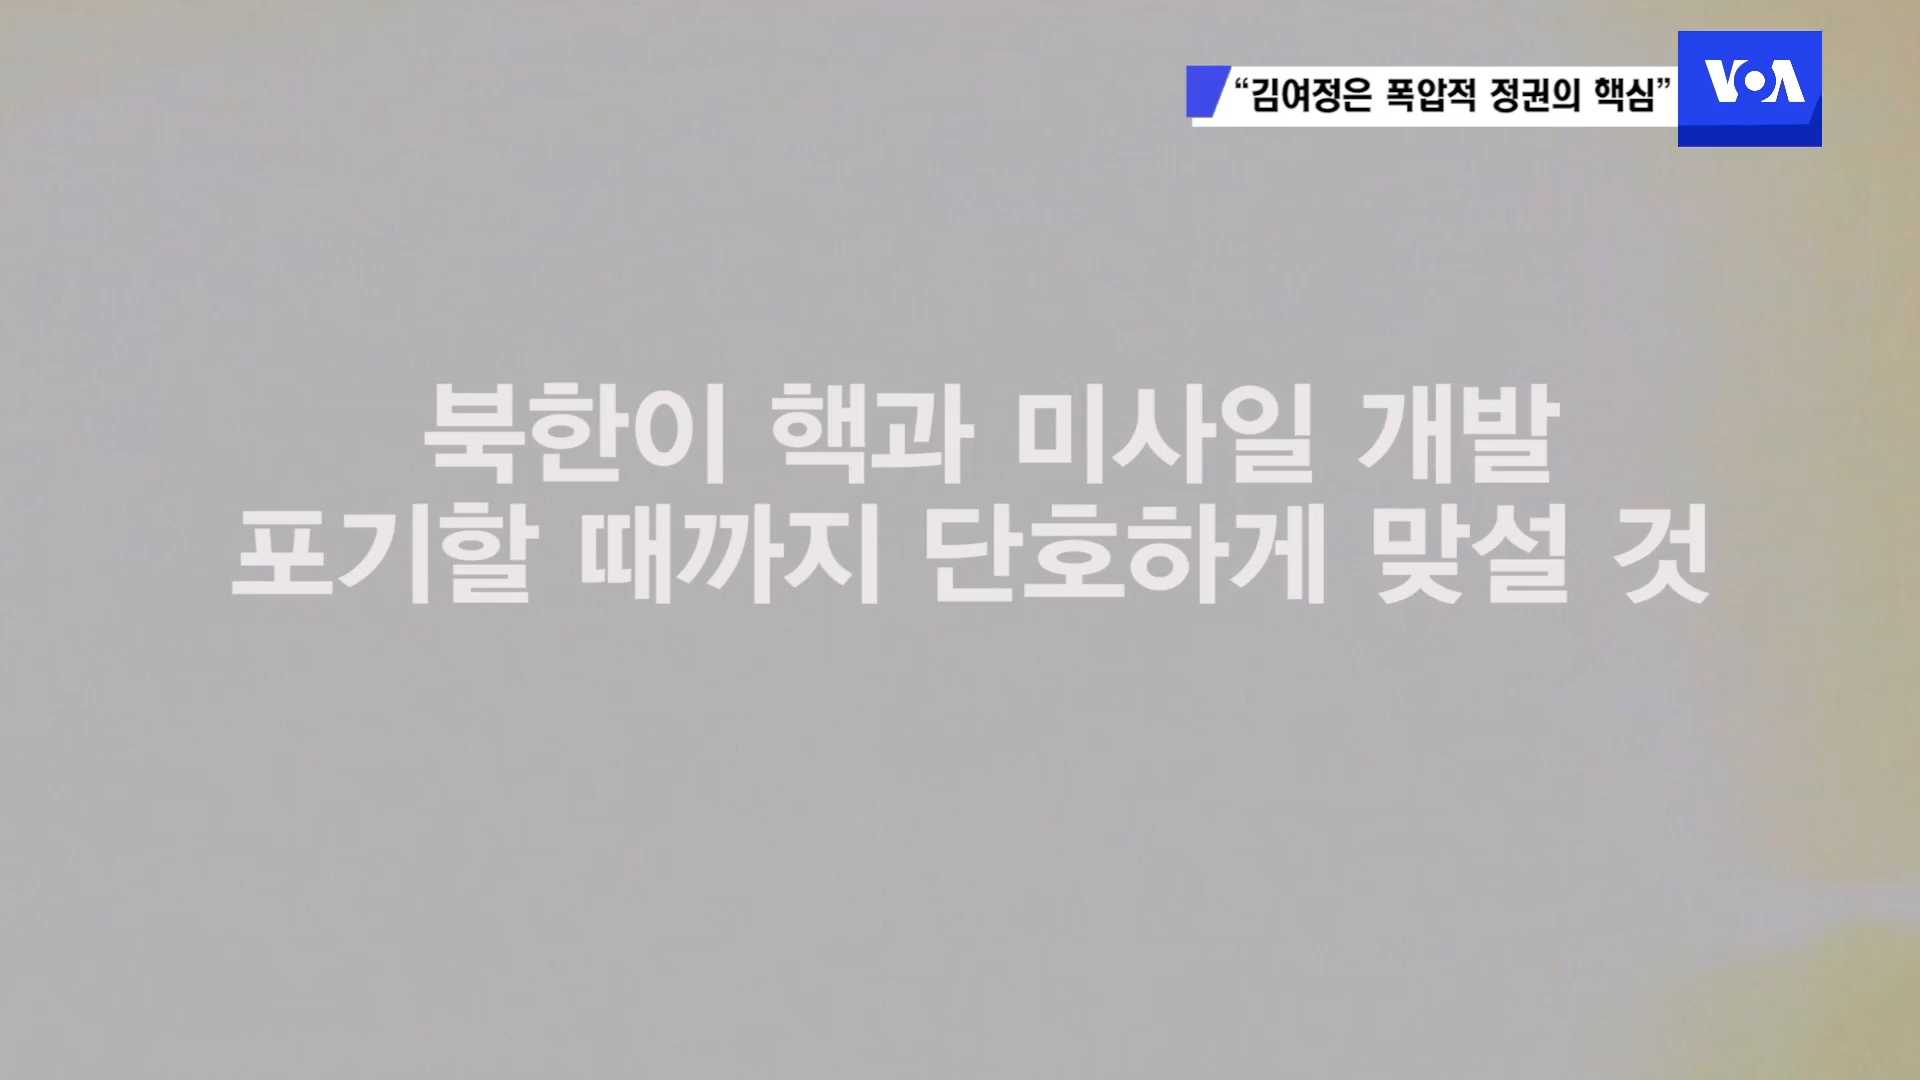 “김여정은 폭압적 정권의 핵심”
VOA
북한이 핵과 미사일 개발
포기할 때까지 단호하게 맞설 것